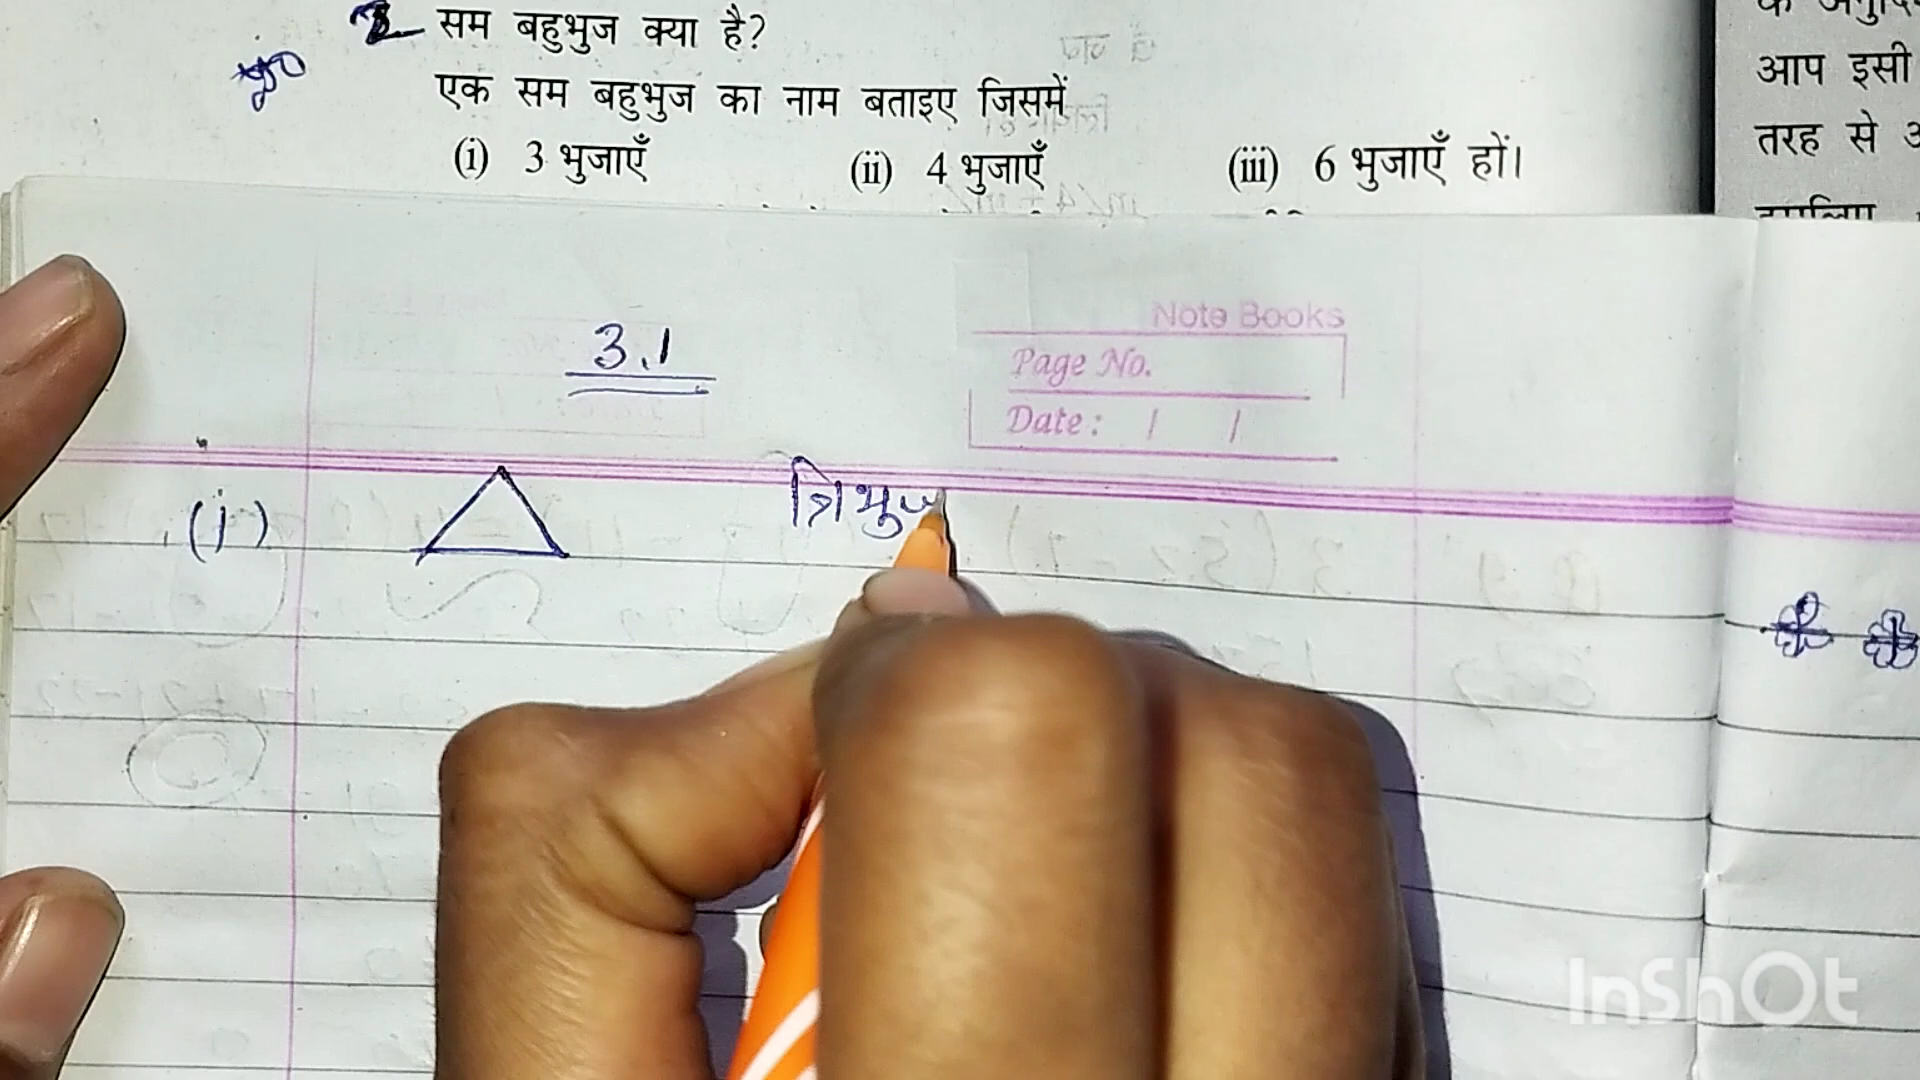 2 सम बहुभुज क्या है?
एक सम बहुभुज का नाम बताइए जिसमें
(i) 3 भुजाएँ (ii) 4 भुजाएँ (iii) 6 भुजाएँ हों।
आप इसी
तरह से
3.1
Note Books
Page No.
Date: / /
(i) त्रिभुज
InShOt